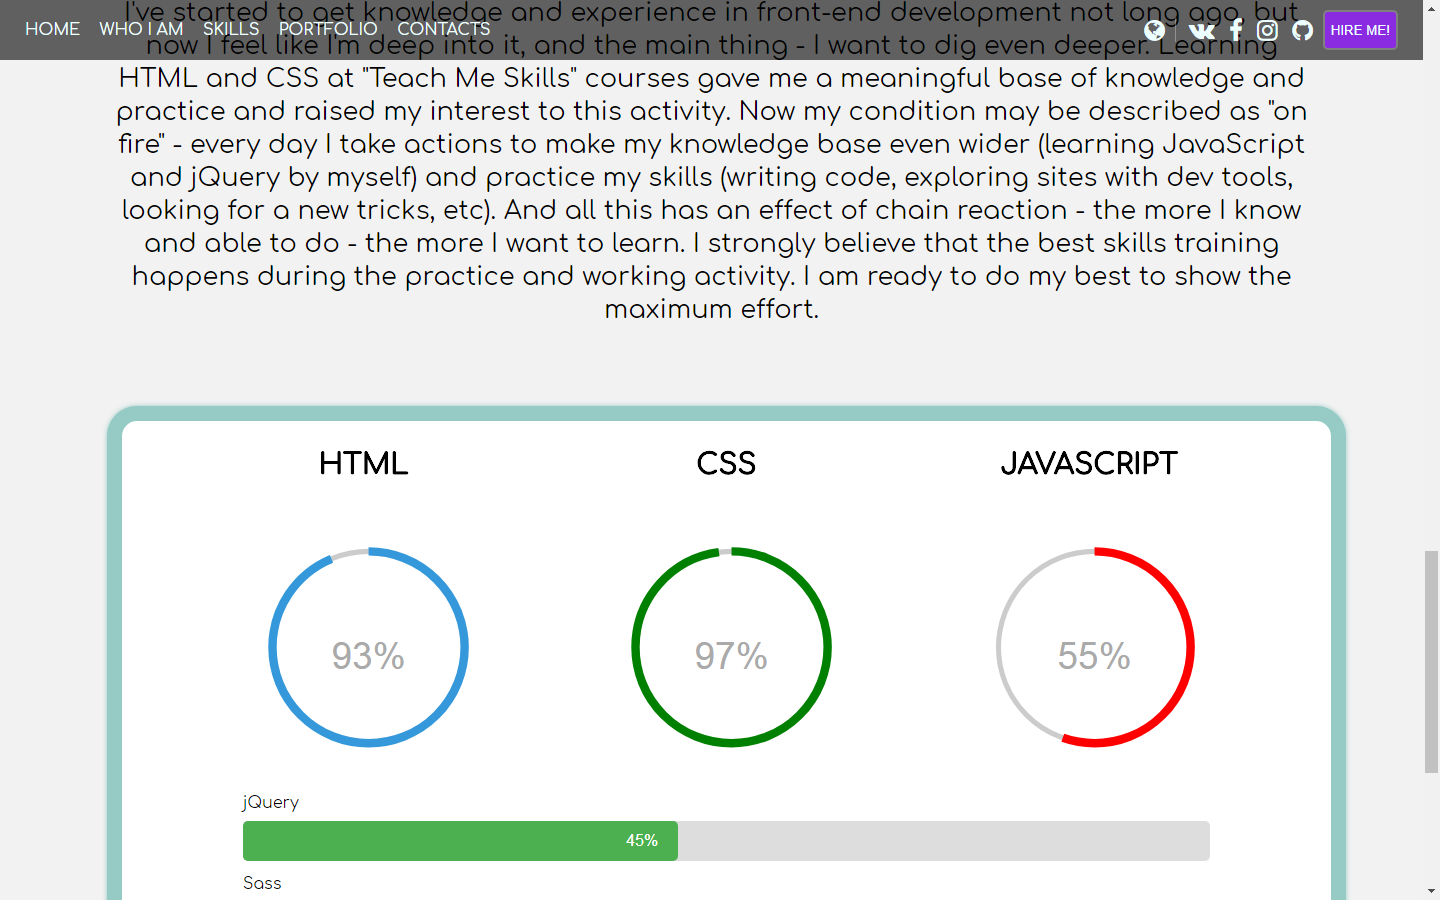 HOME WHO I AM SKILLS PORTFOLIO CONTACTS HIRE ME!
I've started to get knowledge and experience in front-end development not long ago, but
now I feel like I'm deep into it, and the main thing - I want to dig even deeper. Learning
HTML and CSS at "Teach Me Skills" courses gave me a meaningful base of knowledge and
practice and raised my interest to this activity. Now my condition may be described as "on
fire" - every day I take actions to make my knowledge base even wider (learning JavaScript
and jQuery by myself) and practice my skills (writing code, exploring sites with dev tools,
looking for a new tricks, etc). And all this has an effect of chain reaction - the more I know
and able to do - the more I want to learn. I strongly believe that the best skills training
happens during the practice and working activity. I am ready to do my best to show the
maximum effort.
HTML CSS JAVASCRIPT
93% 97% 55%
jQuery
45%
Sass